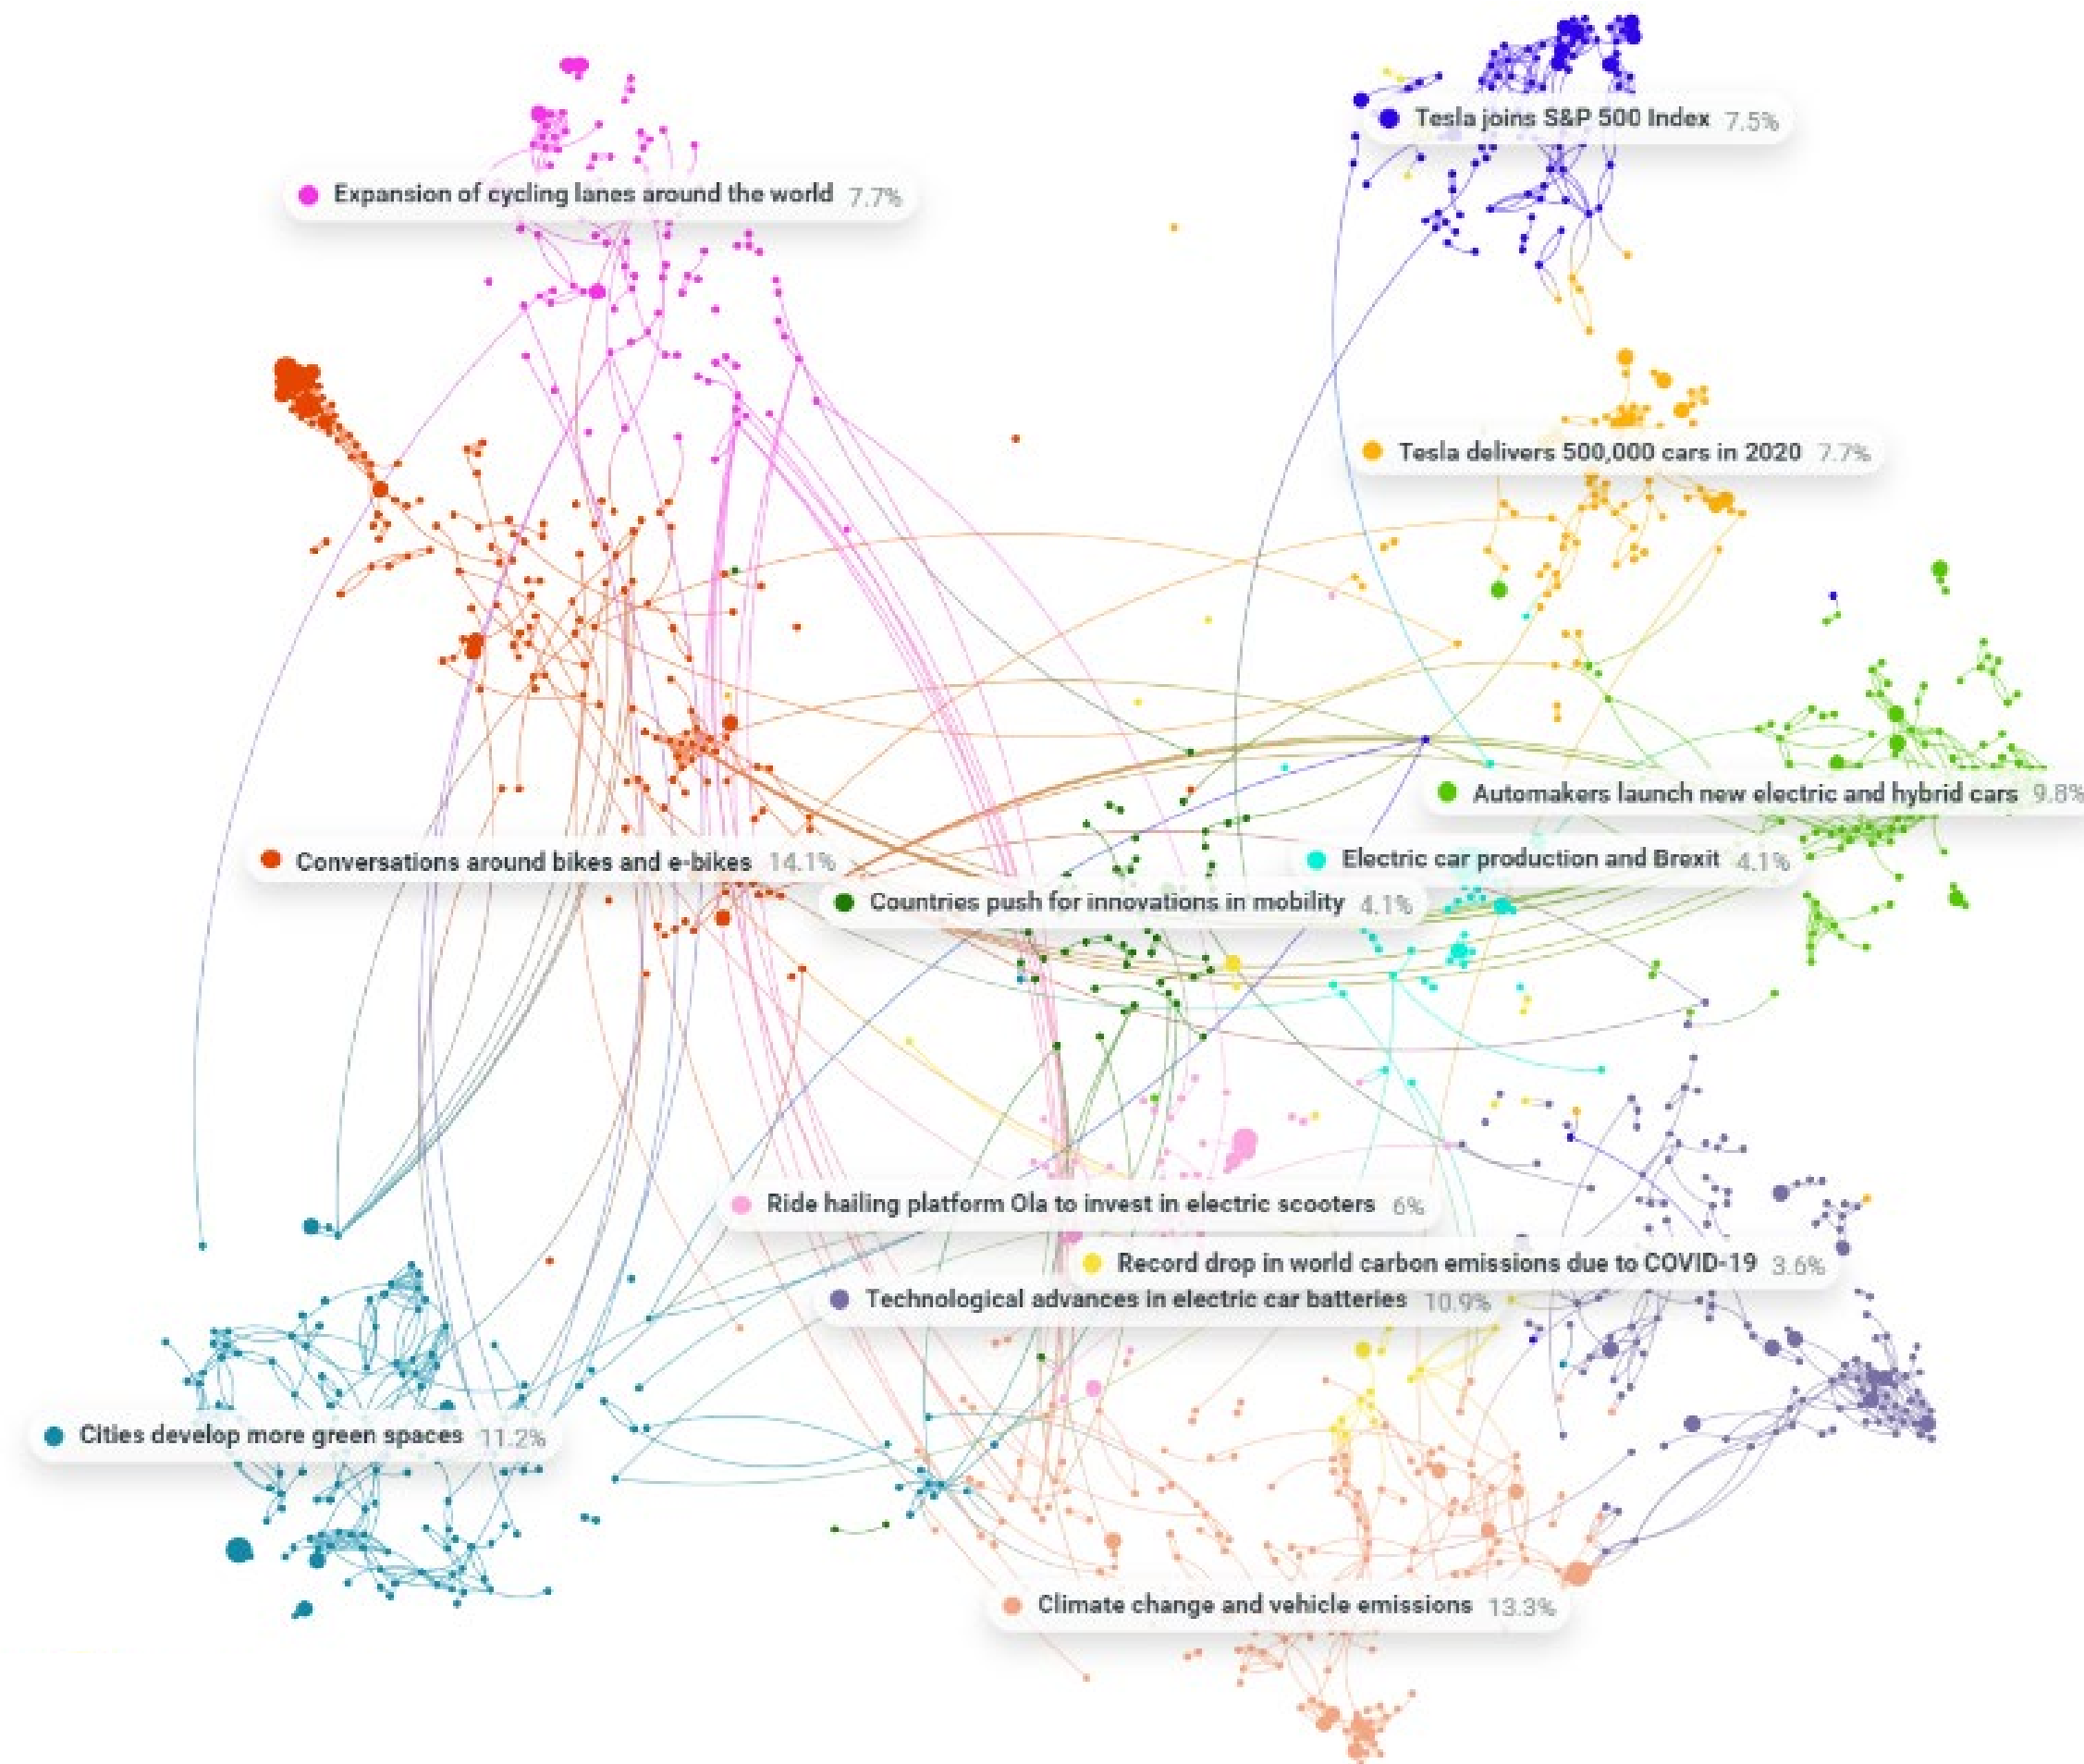 Tesla joins S&P 500 Index 7.5%
Expansion of cycling lanes around the world 7.7%
Tesla delivers 500,000 cars in 2020 7.7%
Automakers launch new electric and hybrid cars 9.8%
Conversations around bikes and e-bikes 14.1%
Electric car production and Brexit 4.1%
Countries push for innovations in mobility 4.1%
Ride hailing platform Ola to invest in electric scooters 6%
Record drop in world carbon emissions due to COVID-19 3.6%
Technological advances in electric car batteries 10.9%
Cities develop more green spaces 11.2%
Climate change and vehicle emissions 13.3%